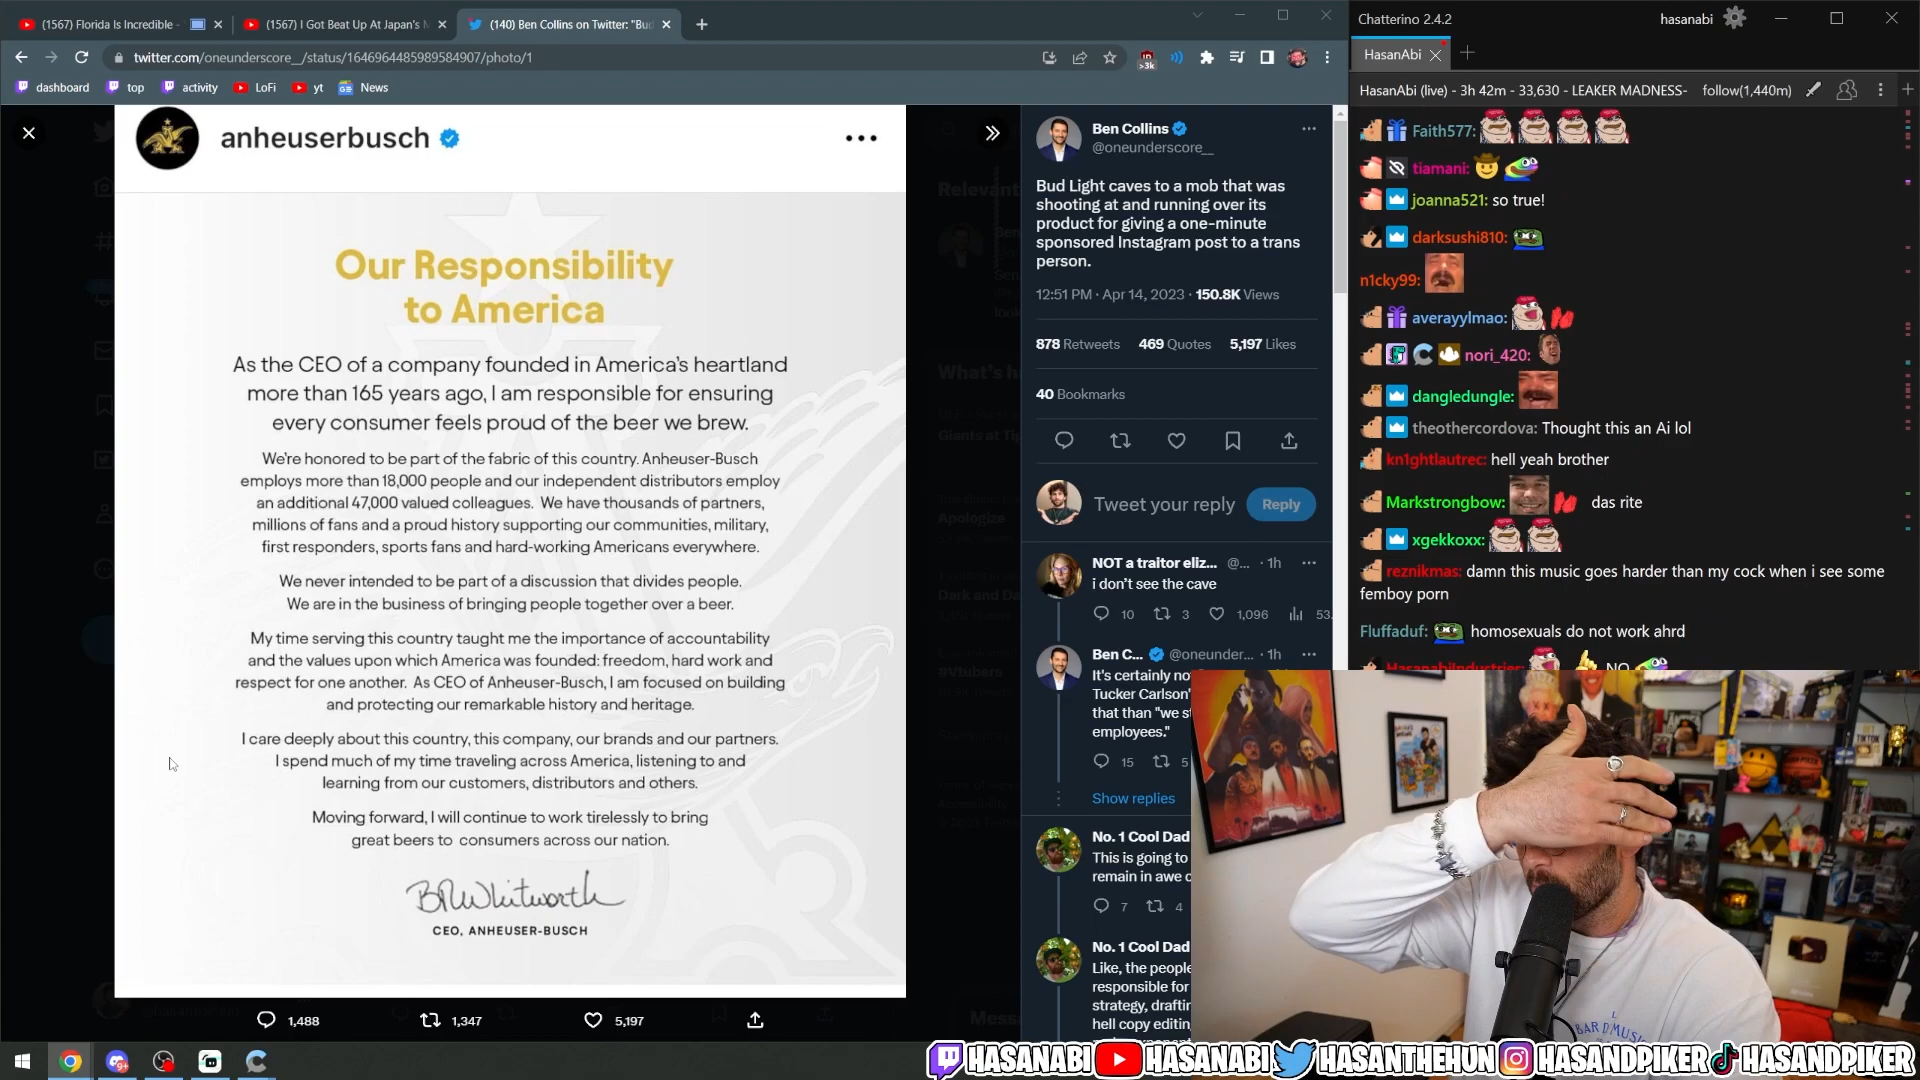 (1567) Florida Is Incredible -
(1567) I Got Beat Up At Japan's
(140) Ben Collins on Twitter: "Bud
twitter.com/oneunderscore__/status/1646964485989584907/photo/1
>3k
dashboard
top
activity
LoFi
yt
News
anheuserbusch
Our Responsibility
to America
As the CEO of a company founded in America's heartland
more than 165 years ago, I am responsible for ensuring
every consumer feels proud of the beer we brew.
We're honored to be part of the fabric of this country. Anheuser-Busch
employs more than 18,000 people and our independent distributors employ
an additional 47,000 valued colleagues. We have thousands of partners,
millions of fans and a proud history supporting our communities, military,
first responders, sports fans and hard-working Americans everywhere.
We never intended to be part of a discussion that divides people.
We are in the business of bringing people together over a beer.
My time serving this country taught me the importance of accountability
and the values upon which America was founded: freedom, hard work and
respect for one another. As CEO of Anheuser-Busch, I am focused on building
and protecting our remarkable history and heritage.
I care deeply about this country, this company, our brands and our partners.
I spend much of my time traveling across America, listening to and
learning from our customers, distributors and others.
Moving forward, I will continue to work tirelessly to bring
great beers to consumers across our nation.
BRWhitworth
CEO, ANHEUSER-BUSCH
1,488
1,347
5,197
Ben Collins
@oneunderscore__
Bud Light caves to a mob that was
shooting at and running over its
product for giving a one-minute
sponsored Instagram post to a trans
person.
12:51 PM · Apr 14, 2023 · 150.8K Views
878 Retweets 469 Quotes 5,197 Likes
40 Bookmarks
Tweet your reply
Reply
NOT a traitor eliz... @... · 1h
i don't see the cave
10 3 1,096 53.
Ben C... @oneunder... · 1h
It's certainly no
Tucker Carlson'
that than "we st
employees."
15 5
Show replies
No. 1 Cool Dad
This is going to
remain in awe o
7 4
No. 1 Cool Dad
Like, the people
responsible for
strategy, draftin
hell copy editin
Chatterino 2.4.2
hasanabi
HasanAbi
HasanAbi (live) - 3h 42m - 33,630 - LEAKER MADNESS- follow(1,440m)
Faith577:
tiamani:
joanna521: so true!
darksushi810:
n1cky99:
averayylmao:
nori_420:
dangledungle:
theothercordova: Thought this an Ai lol
kn1ghtlautrec: hell yeah brother
Markstrongbow: das rite
xgekkoxx:
reznikmas: damn this music goes harder than my cock when i see some
femboy porn
Fluffaduf: homosexuals do not work ahrd
HasanabiIndustries: NO
BAR D'MUSIC
HASANABI HASANABI HASANTHEHUN HASANDPIKER HASANDPIKER